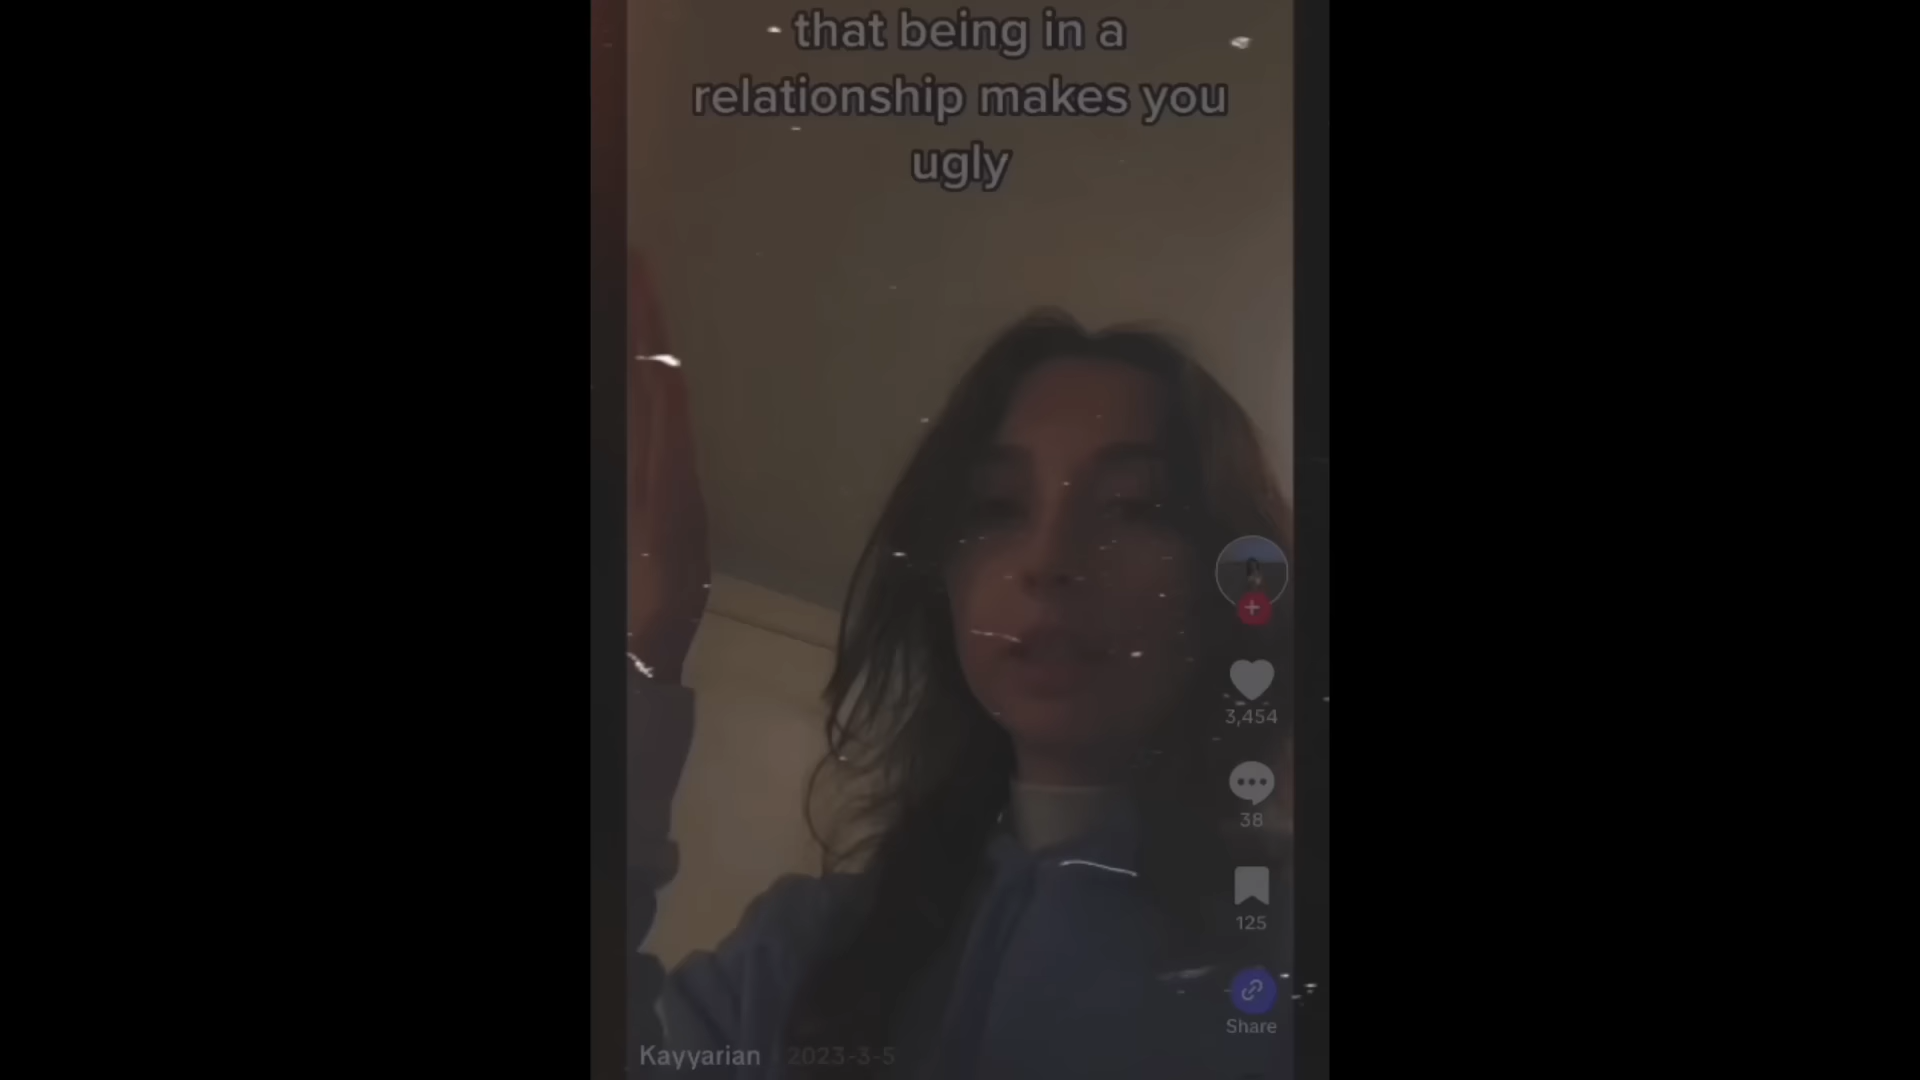 that being in a
relationship makes you
ugly
3,454
38
125
Share
Kayyarian · 2023-3-5